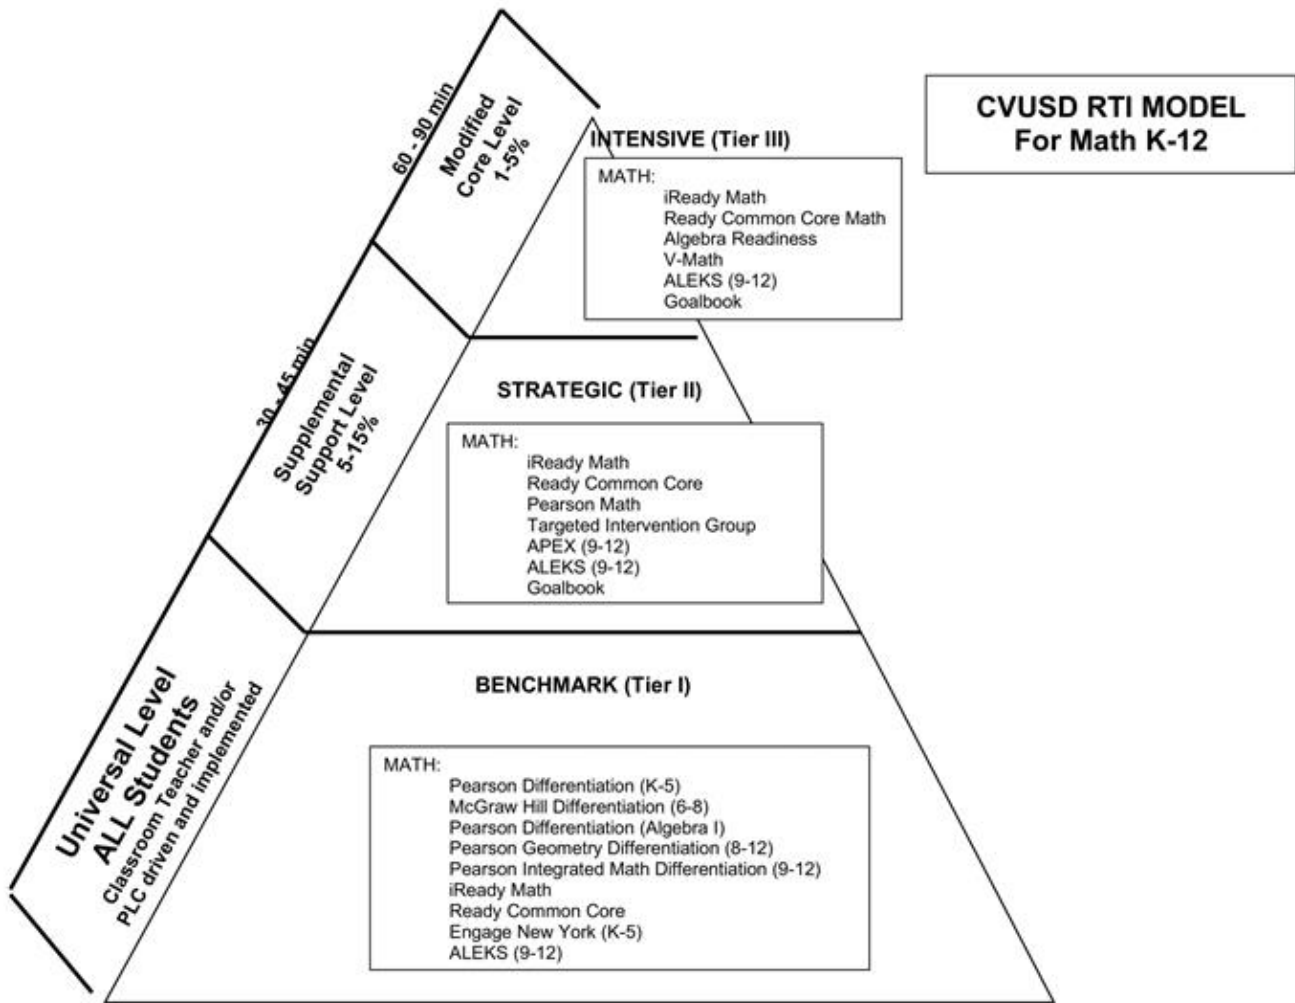 CVUSD RTI MODEL
For Math K-12
60 - 90 min
Modified
Core Level
1-5%
INTENSIVE (Tier III)
MATH:
iReady Math
Ready Common Core Math
Algebra Readiness
V-Math
ALEKS (9-12)
Goalbook
30 - 45 min
Supplemental
Support Level
5-15%
STRATEGIC (Tier II)
MATH:
iReady Math
Ready Common Core
Pearson Math
Targeted Intervention Group
APEX (9-12)
ALEKS (9-12)
Goalbook
Universal Level
ALL Students
Classroom Teacher and/or
PLC driven and implemented
BENCHMARK (Tier I)
MATH:
Pearson Differentiation (K-5)
McGraw Hill Differentiation (6-8)
Pearson Differentiation (Algebra I)
Pearson Geometry Differentiation (8-12)
Pearson Integrated Math Differentiation (9-12)
iReady Math
Ready Common Core
Engage New York (K-5)
ALEKS (9-12)